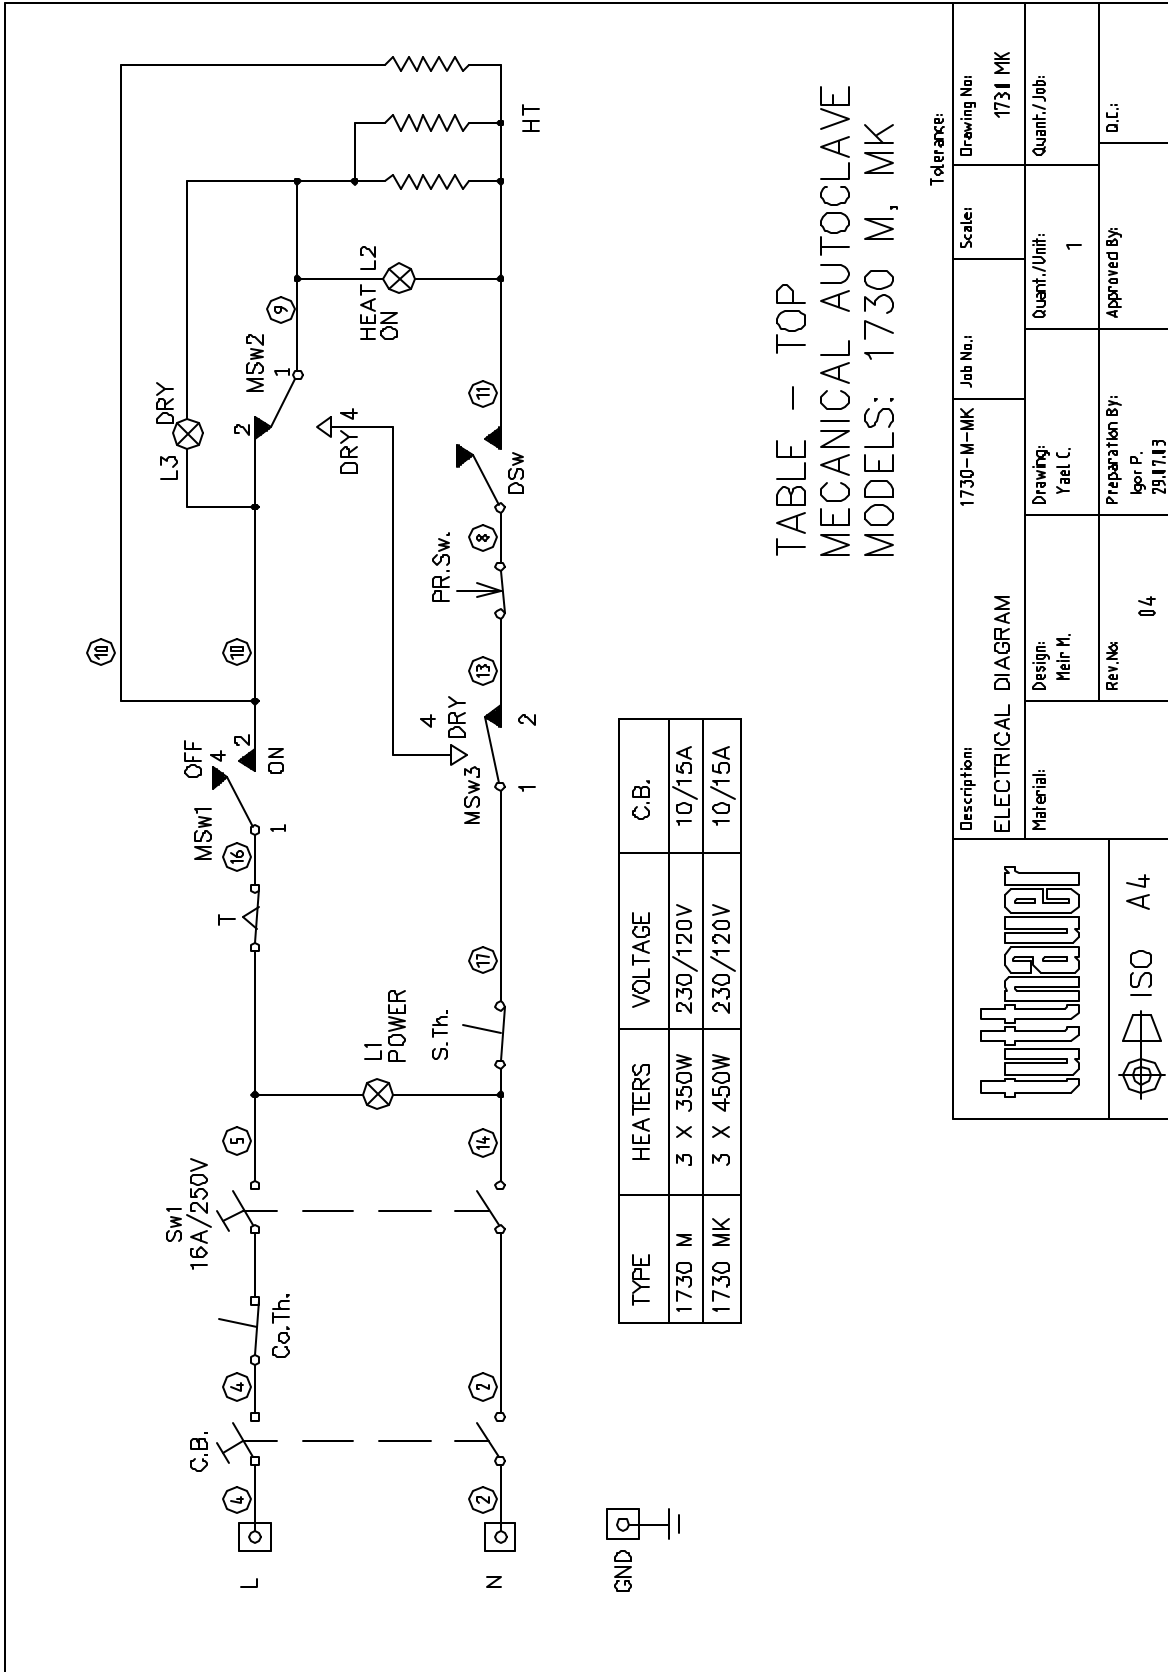 L
N
GND
4
C.B.
4
2
2
Co.Th.
Sw1
16A/250V
5
14
L1
POWER
S.Th.
17
T
16
MSw1
1
OFF
4
2
ON
10
10
MSw3
1
4
DRY
2
13
PR.Sw.
8
DSw
11
L3
DRY
2
MSw2
1
DRY 4
9
HEAT L2
ON
HT
TYPE HEATERS VOLTAGE C.B.
1730 M 3 X 350W 230/120V 10/15A
1730 MK 3 X 450W 230/120V 10/15A
TABLE - TOP
MECANICAL AUTOCLAVE
MODELS: 1730 M, MK
Tolerance:
tuttnauer
ISO A4
Description: 1730-M-MK
ELECTRICAL DIAGRAM
Job No.:
Scale:
Drawing No:
1731 MK
Material:
Design:
Meir M.
Drawing:
Yael C.
Quant./Unit:
1
Quant./Job:
Rev.No:
04
Preparation By:
Igor P.
Approved By: